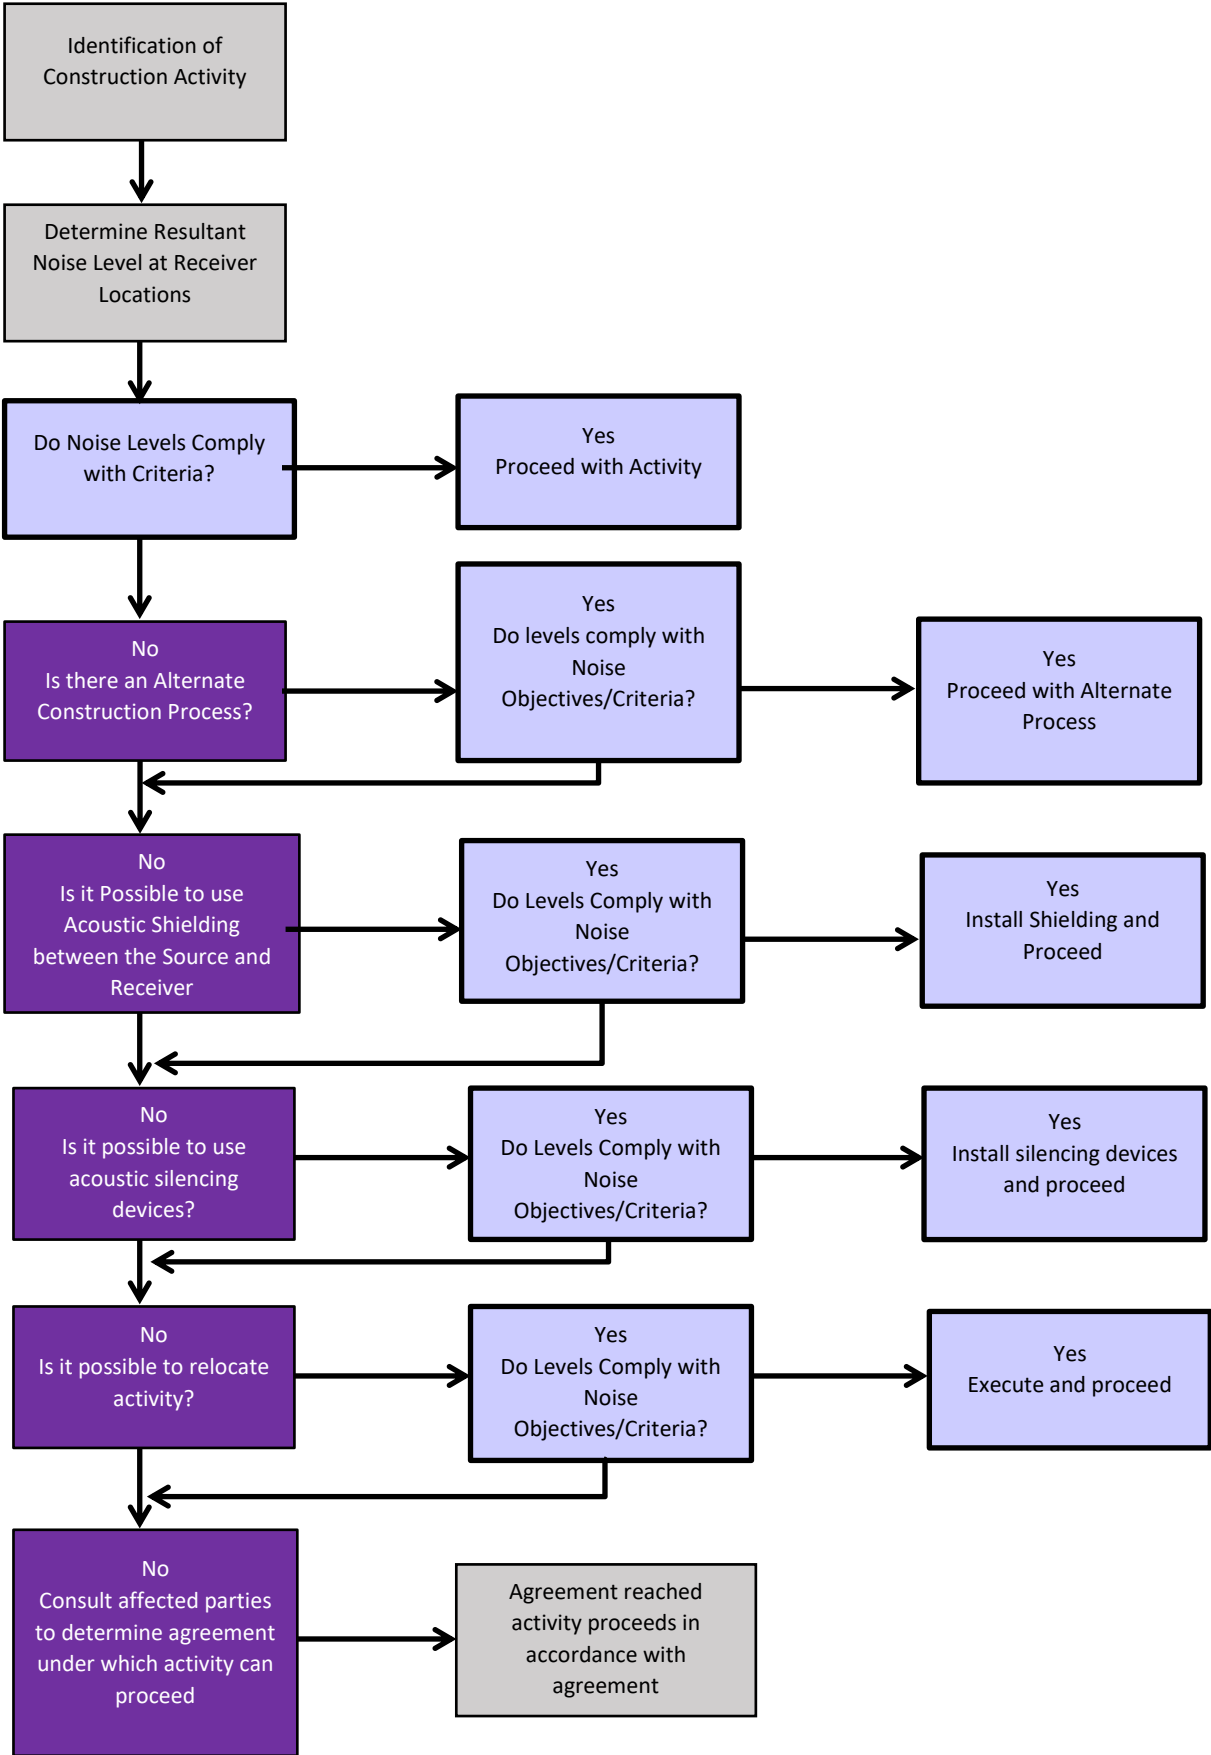 Identification of
Construction Activity
Determine Resultant
Noise Level at Receiver
Locations
Do Noise Levels Comply
with Criteria?
Yes
Proceed with Activity
No
Is there an Alternate
Construction Process?
Yes
Do levels comply with
Noise
Objectives/Criteria?
Yes
Proceed with Alternate
Process
No
Is it Possible to use
Acoustic Shielding
between the Source and
Receiver
Yes
Do Levels Comply with
Noise
Objectives/Criteria?
Yes
Install Shielding and
Proceed
No
Is it possible to use
acoustic silencing
devices?
Yes
Do Levels Comply with
Noise
Objectives/Criteria?
Yes
Install silencing devices
and proceed
No
Is it possible to relocate
activity?
Yes
Do Levels Comply with
Noise
Objectives/Criteria?
Yes
Execute and proceed
No
Consult affected parties
to determine agreement
under which activity can
proceed
Agreement reached
activity proceeds in
accordance with
agreement